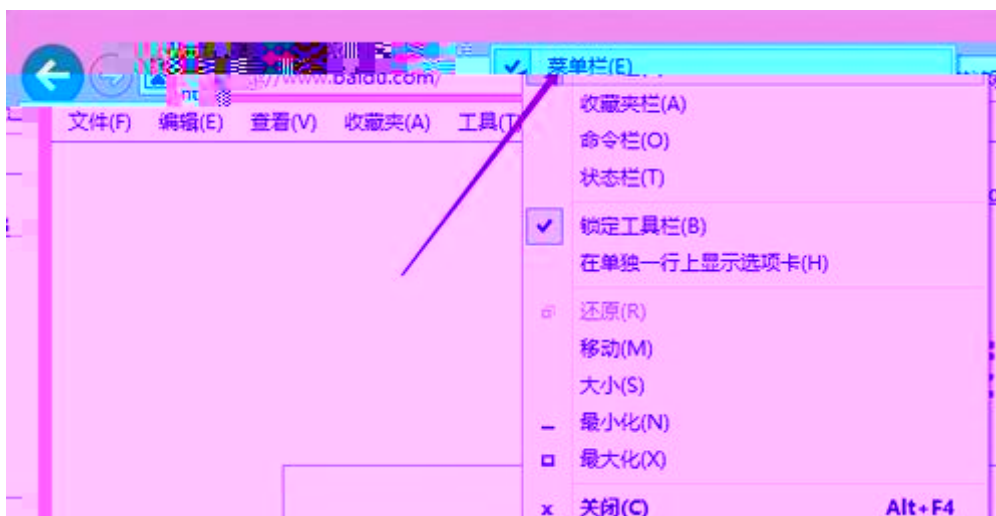 www.baidu.com/
文件(F) 编辑(E) 查看(V) 收藏夹(A) 工具(T)
菜单栏(E)
收藏夹栏(A)
命令栏(O)
状态栏(T)
锁定工具栏(B)
在单独一行上显示选项卡(H)
还原(R)
移动(M)
大小(S)
最小化(N)
最大化(X)
关闭(C) Alt+F4